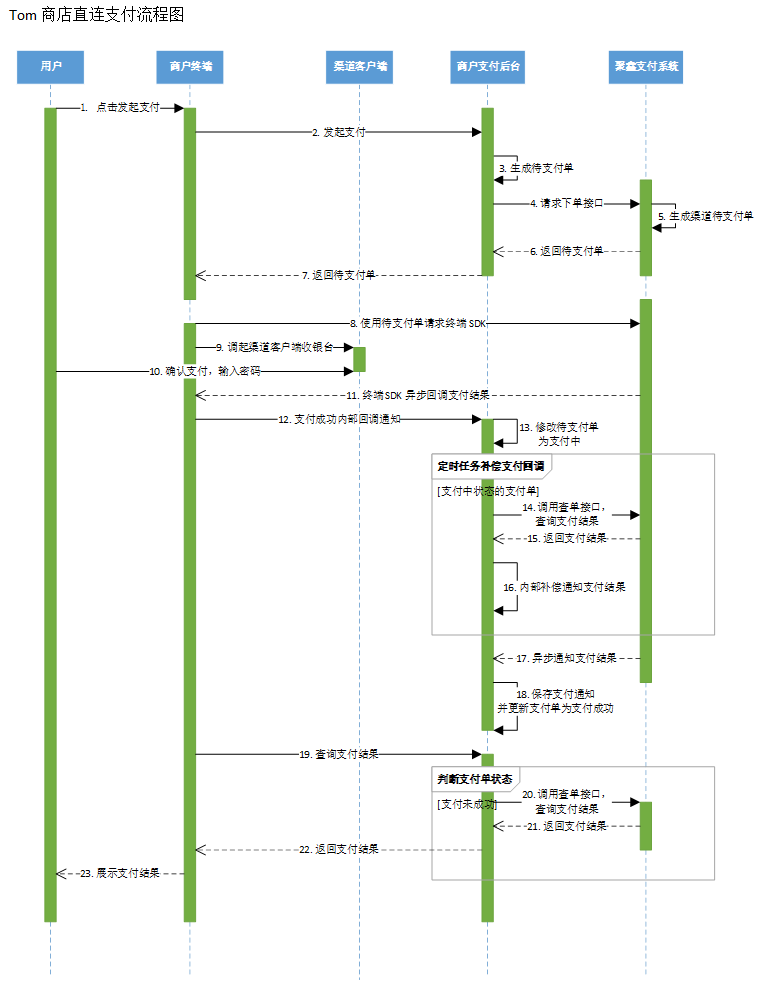 Tom 商店直连支付流程图
用户
商户终端
渠道客户端
商户支付后台
聚鑫支付系统
1. 点击发起支付
2. 发起支付
3. 生成待支付单
4. 请求下单接口
5. 生成渠道待支付单
6. 返回待支付单
7. 返回待支付单
8. 使用待支付单请求终端 SDK
9. 调起渠道客户端收银台
10. 确认支付，输入密码
11. 终端SDK 异步回调支付结果
12. 支付成功内部回调通知
13. 修改待支付单
为支付中
定时任务补偿支付回调
[支付中状态的支付单]
14. 调用查单接口，
查询支付结果
15. 返回支付结果
16. 内部补偿通知支付结果
17. 异步通知支付结果
18. 保存支付通知
并更新支付单为支付成功
19. 查询支付结果
判断支付单状态
[支付未成功]
20. 调用查单接口，
查询支付结果
21. 返回支付结果
22. 返回支付结果
23. 展示支付结果